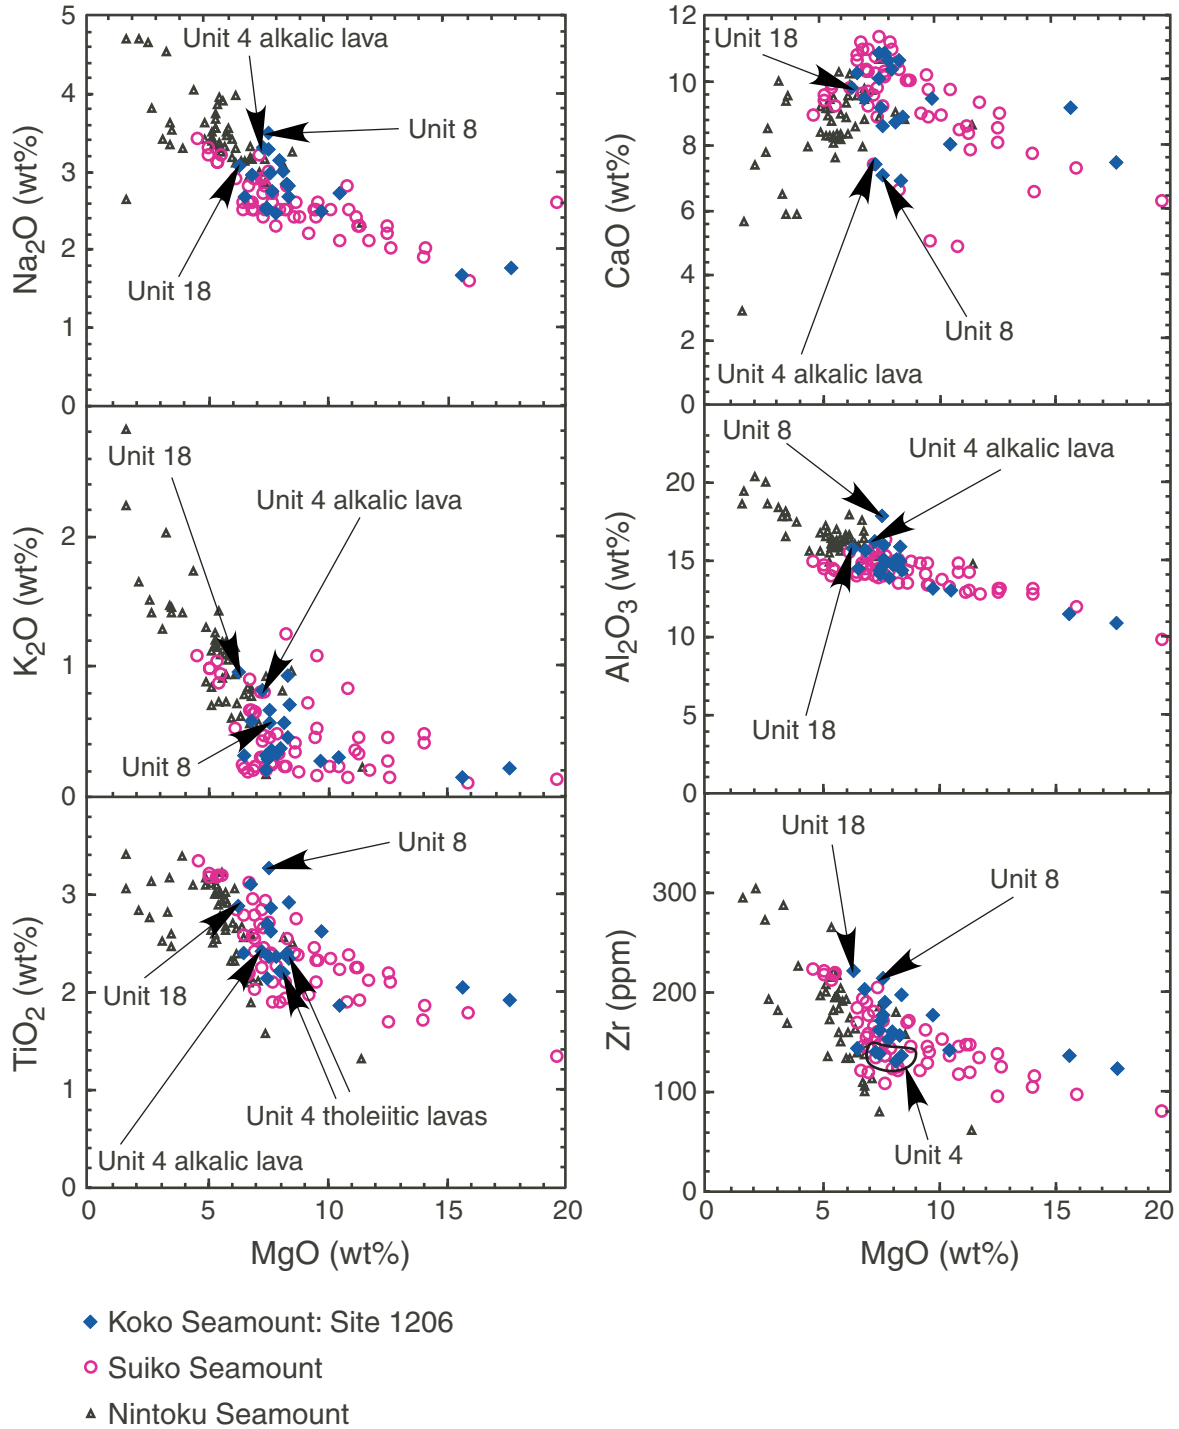 5
4
3
2
1
0
Na2O (wt%)
Unit 4 alkalic lava
Unit 8
Unit 18
12
10
8
6
4
2
0
CaO (wt%)
Unit 18
Unit 8
Unit 4 alkalic lava
2
1
0
K2O (wt%)
Unit 18
Unit 4 alkalic lava
Unit 8
20
15
10
5
0
Al2O3 (wt%)
Unit 8
Unit 4 alkalic lava
Unit 18
3
2
1
0
TiO2 (wt%)
Unit 8
Unit 18
Unit 4 tholeiitic lavas
Unit 4 alkalic lava
0 5 10 15 20
MgO (wt%)
300
200
100
0
Zr (ppm)
Unit 18
Unit 8
Unit 4
0 5 10 15 20
MgO (wt%)
Koko Seamount: Site 1206
Suiko Seamount
Nintoku Seamount